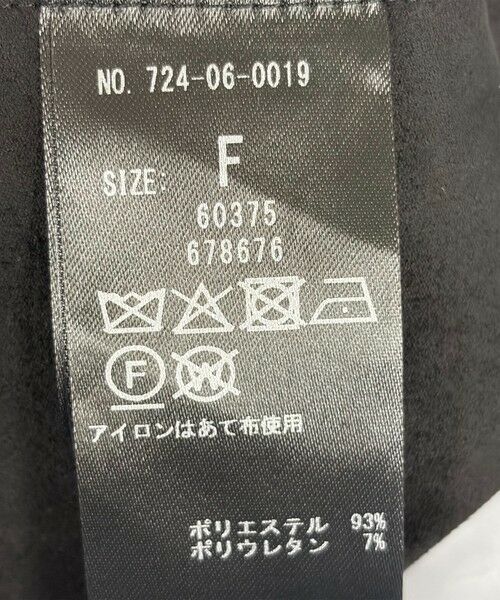 NO. 724-06-0019
SIZE: F
60375
678676
F W
アイロンはあて布使用
ポリエステル 93%
ポリウレタン 7%